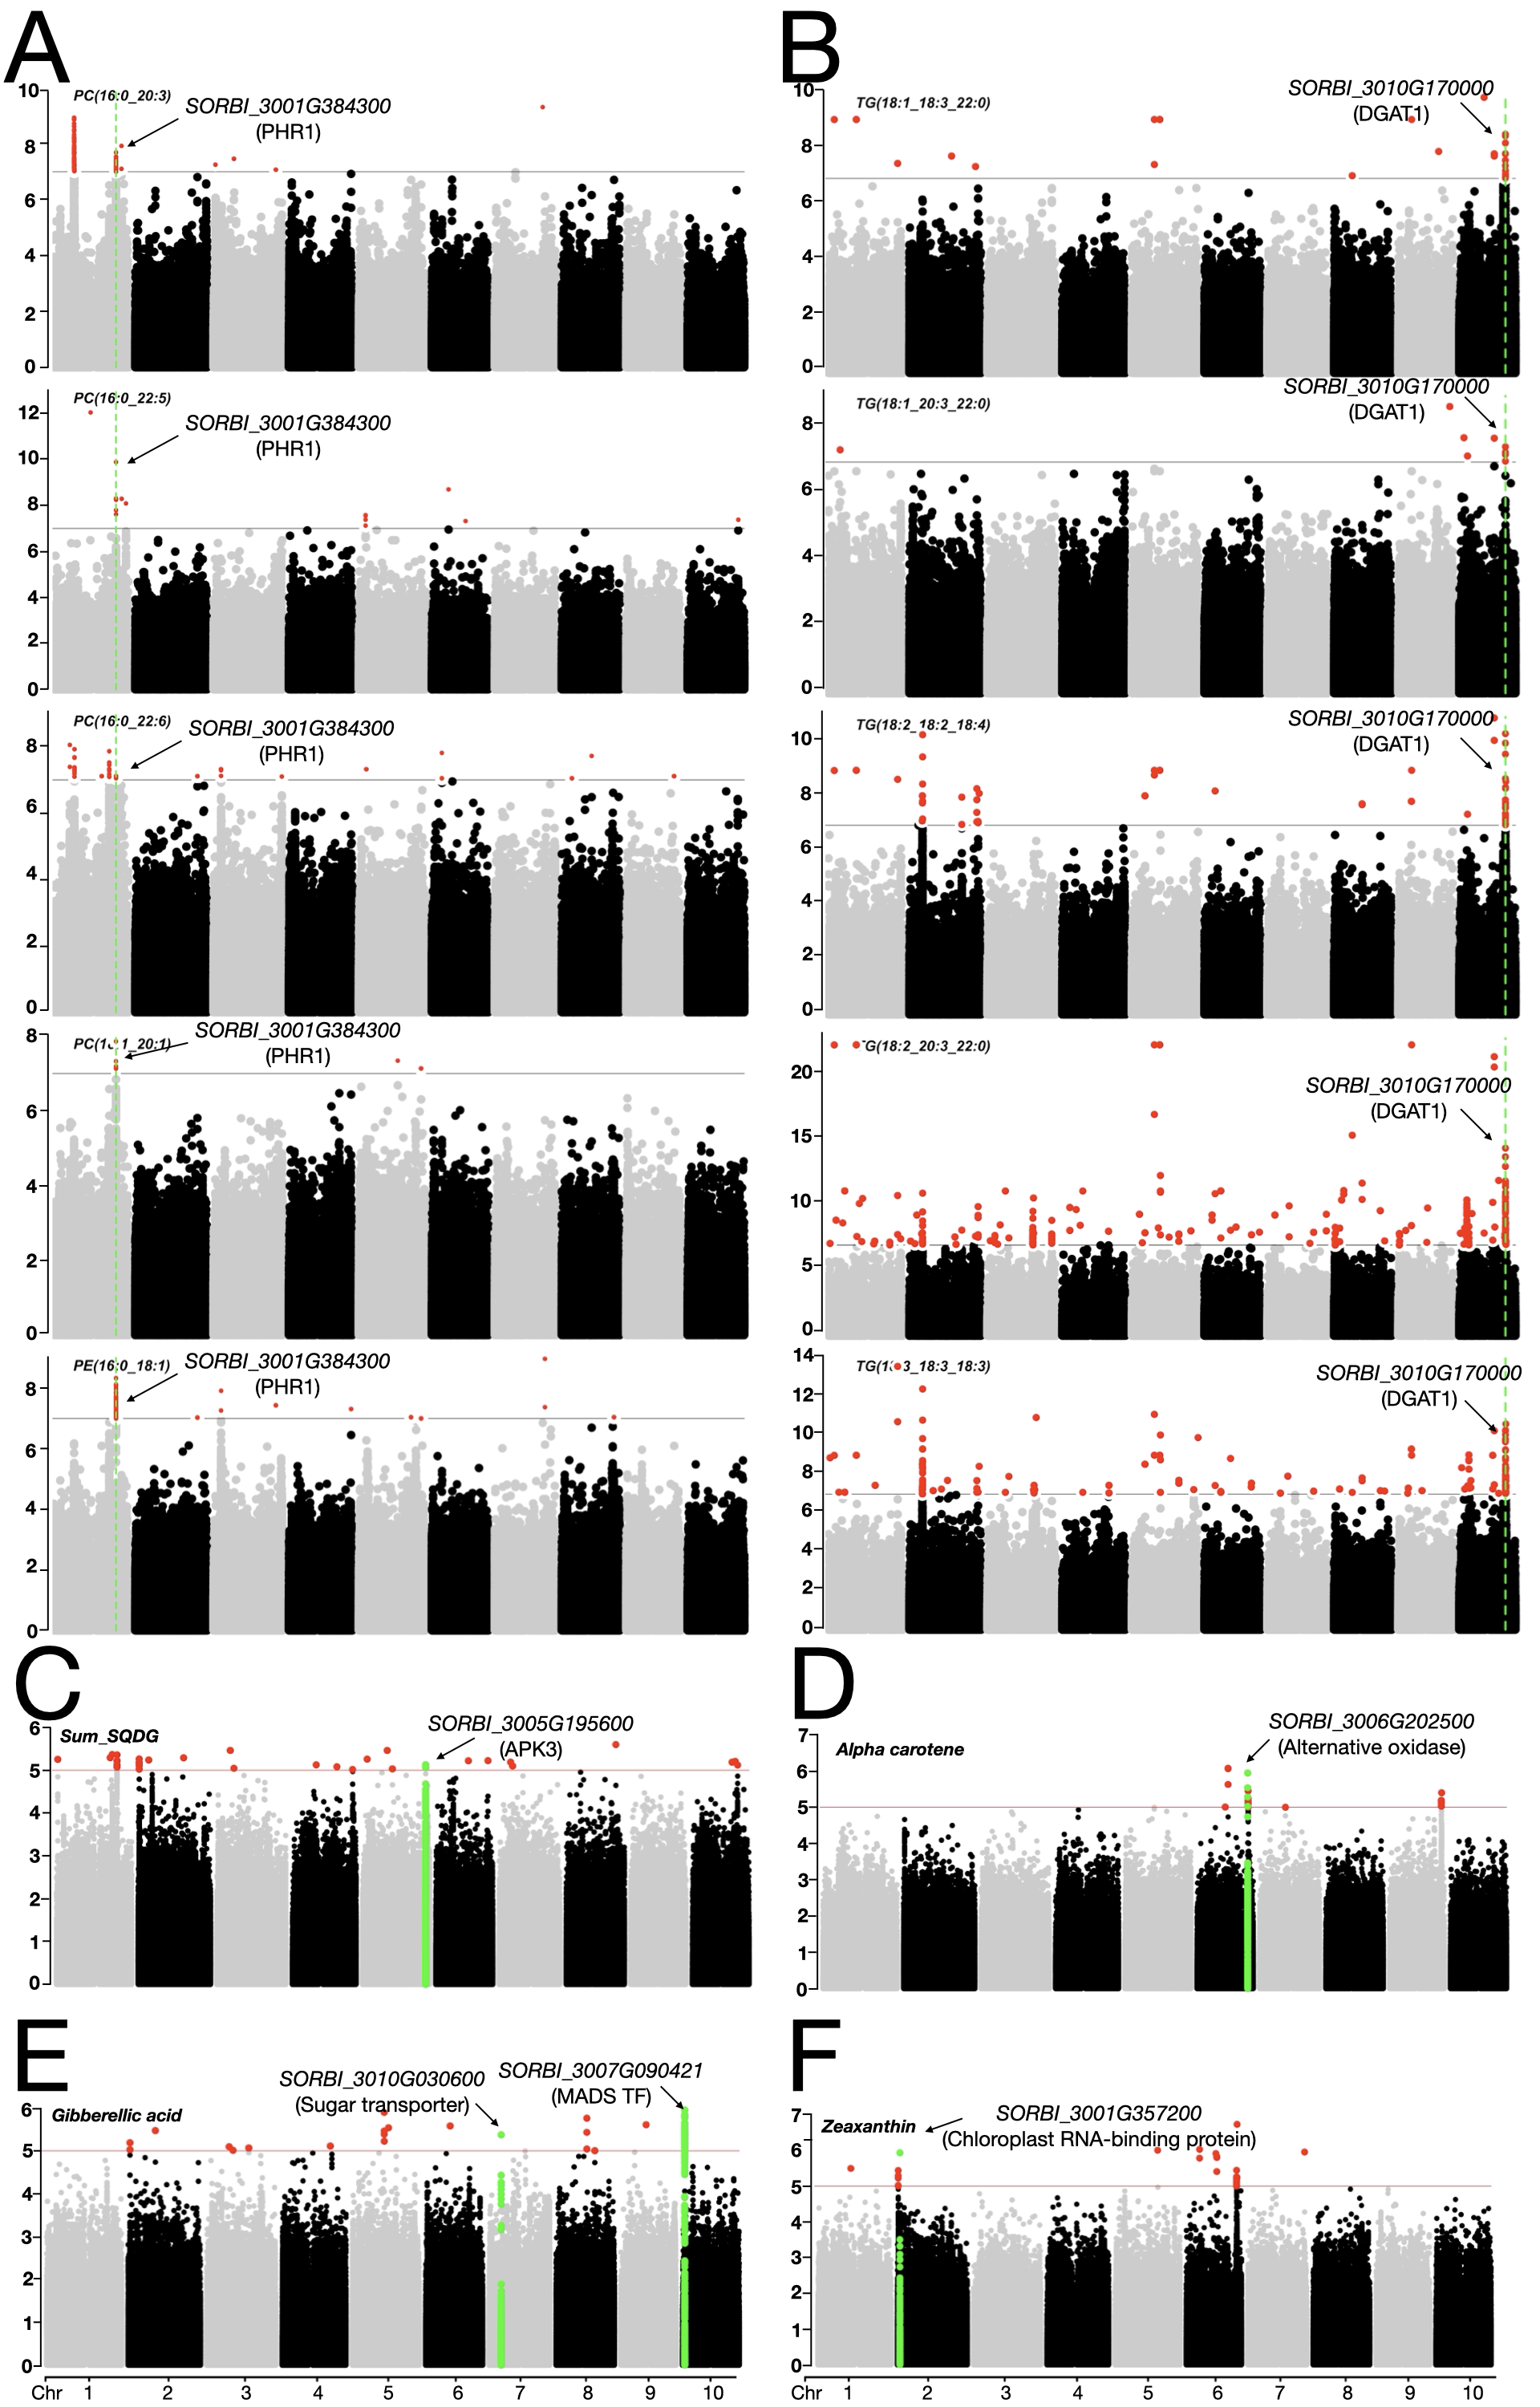 A
PC(16:0_20:3)
SORBI_3001G384300
(PHR1)
10
8
6
4
2
0
PC(16:0_22:5)
SORBI_3001G384300
(PHR1)
12
10
8
6
4
2
0
PC(16:0_22:6)
SORBI_3001G384300
(PHR1)
8
6
4
2
0
SORBI_3001G384300
(PHR1)
8
6
4
2
0
PE(16:0_18:1)
SORBI_3001G384300
(PHR1)
8
6
4
2
0
B
TG(18:1_18:3_22:0)
SORBI_3010G170000
(DGAT1)
10
8
6
4
2
0
TG(18:1_20:3_22:0)
SORBI_3010G170000
(DGAT1)
8
6
4
2
0
TG(18:2_18:2_18:4)
SORBI_3010G170000
(DGAT1)
10
8
6
4
2
0
TG(18:2_20:3_22:0)
SORBI_3010G170000
(DGAT1)
20
15
10
5
0
SORBI_3010G170000
(DGAT1)
14
12
10
8
6
4
2
0
C
Sum_SQDG
SORBI_3005G195600
(APK3)
6
5
4
3
2
1
0
D
Alpha carotene
SORBI_3006G202500
(Alternative oxidase)
7
6
5
4
3
2
1
0
E
Gibberellic acid
SORBI_3010G030600
(Sugar transporter)
SORBI_3007G090421
(MADS TF)
6
5
4
3
2
1
0
Chr 1 2 3 4 5 6 7 8 9 10
F
Zeaxanthin
SORBI_3001G357200
(Chloroplast RNA-binding protein)
7
6
5
4
3
2
1
0
Chr 1 2 3 4 5 6 7 8 9 10